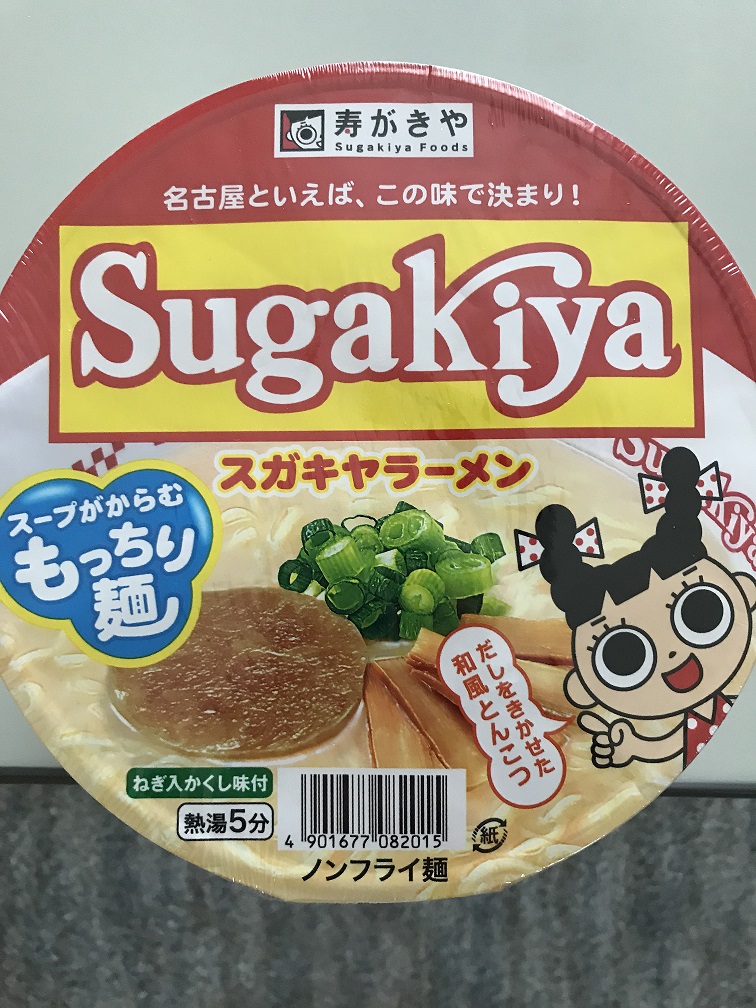 寿がきや
Sugakiya Foods
名古屋といえば、この味で決まり!
Sugakiya
スガキヤラーメン
Sugakiya
スープがからむ
もっちり
麺
だしをきかせた
和風とんこつ
ねぎ入かくし味付
熱湯5分
4 901677 082015
紙
ノンフライ麺